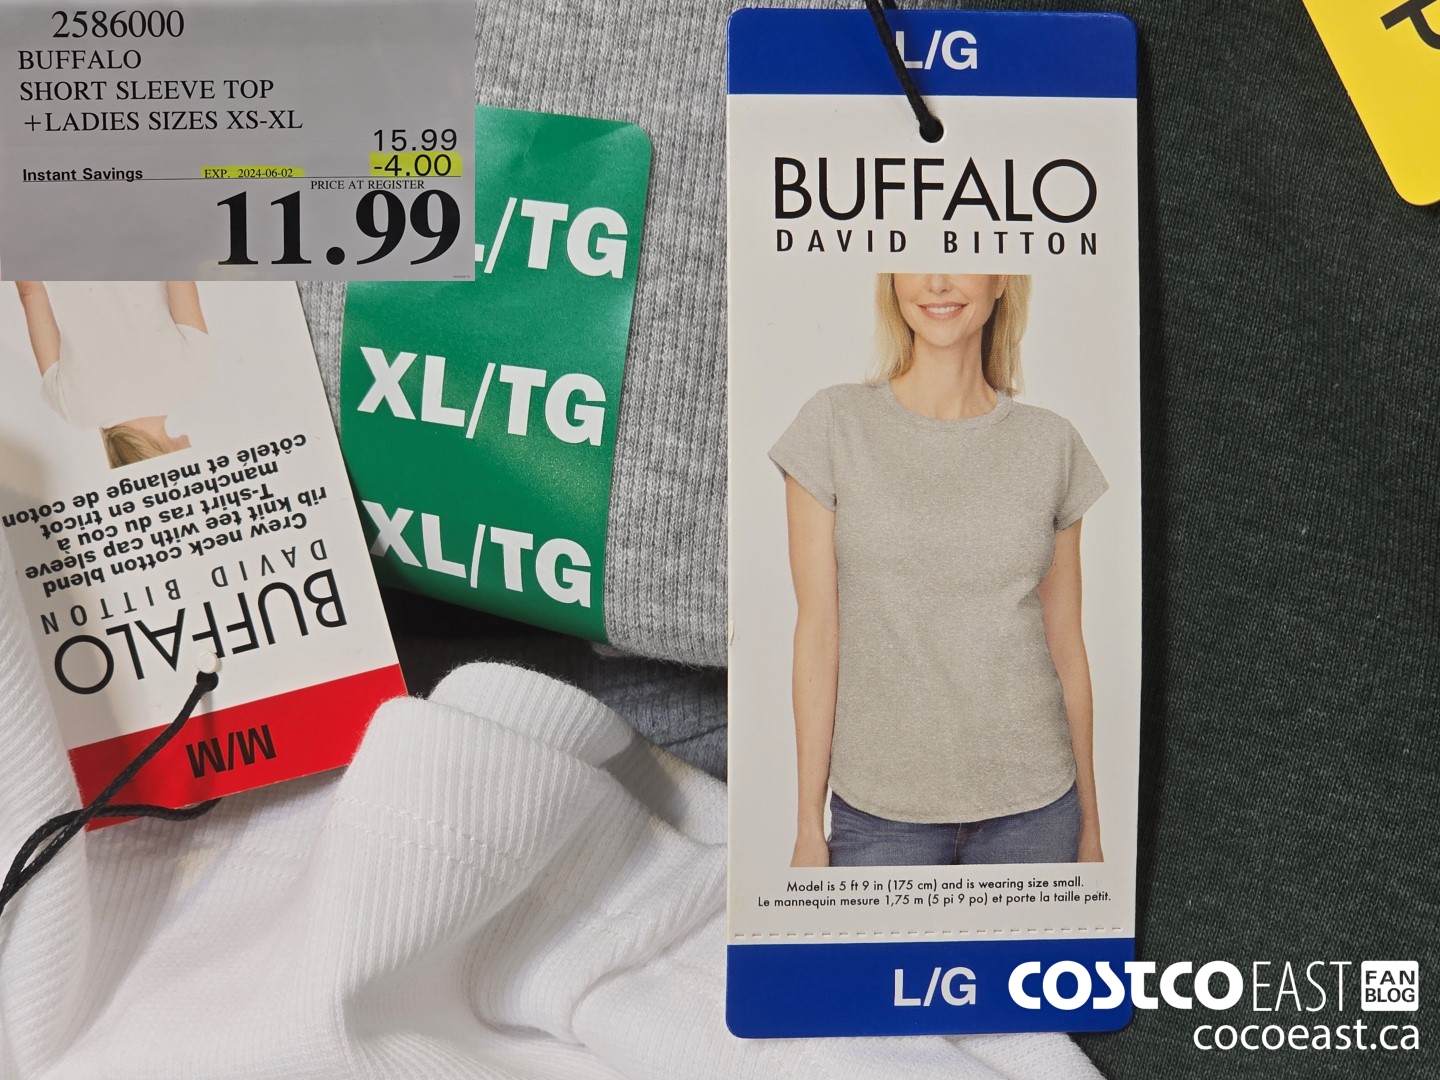 2586000
BUFFALO
SHORT SLEEVE TOP
+LADIES SIZES XS-XL
15.99
Instant Savings EXP. 2024-06-02 -4.00
PRICE AT REGISTER
11.99
/TG
XL/TG
XL/TG
M/M
BUFFALO
DAVID BITTON
Crew neck cotton blend
rib knit tee with cap sleeve
T-shirt ras du cou à
mancherons en tricot
côtelé et mélange de coton
L/G
BUFFALO
DAVID BITTON
Model is 5 ft 9 in (175 cm) and is wearing size small.
Le mannequin mesure 1,75 m (5 pi 9 po) et porte la taille petit.
L/G
COSTCO EAST FAN BLOG
cocoeast.ca